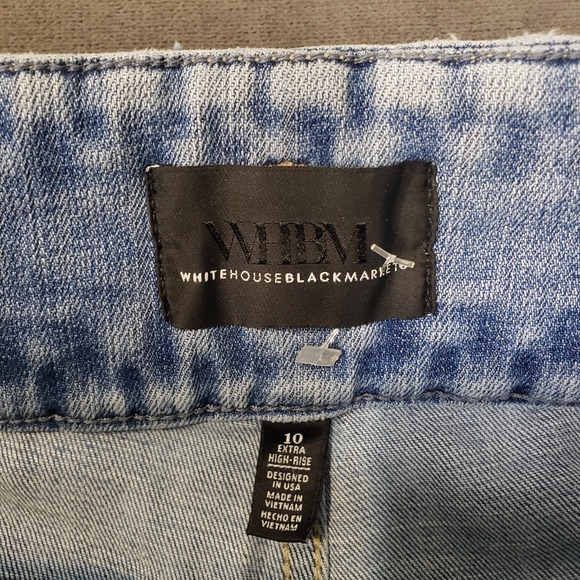 WHBM
WHITEHOUSEBLACKMARKET
10
EXTRA
HIGH-RISE
DESIGNED
IN USA
MADE IN
VIETNAM
HECHO EN
VIETNAM